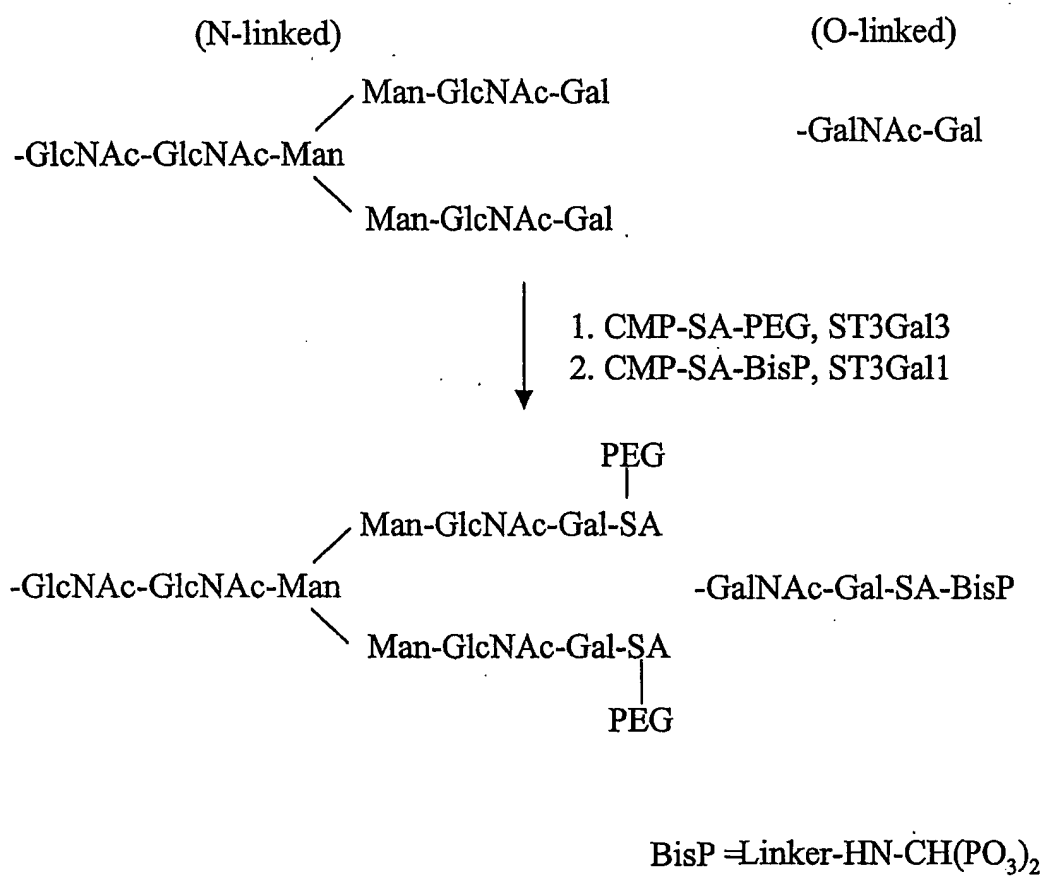 (N-linked) (O-linked)
Man-GlcNAc-Gal
-GalNAc-Gal
-GlcNAc-GlcNAc-Man
Man-GlcNAc-Gal
1. CMP-SA-PEG, ST3Gal3
2. CMP-SA-BisP, ST3Gal1
PEG
Man-GlcNAc-Gal-SA
-GlcNAc-GlcNAc-Man -GalNAc-Gal-SA-BisP
Man-GlcNAc-Gal-SA
PEG
BisP =Linker-HN-CH(PO3)2